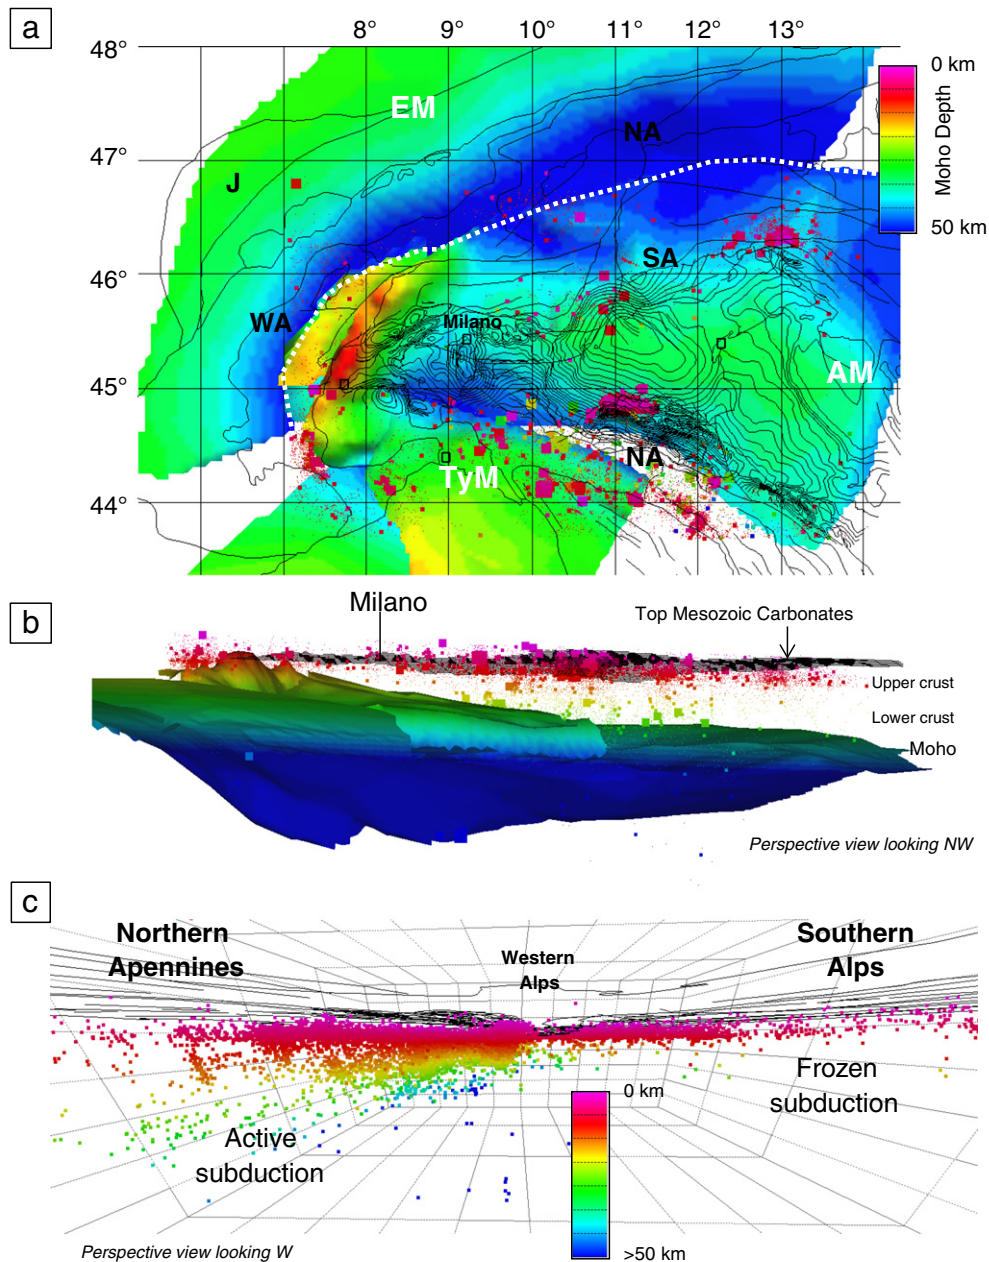 a
8°
10°
11°
12°
13°
48°
0 km
EM
NA
47°
J
Moho Depth
50 km
SA
46°
WA
Milano
45°
AM
NA
TyM
44°
b
Milano
Top Mesozoic Carbonates
Upper crust
Lower crust
Moho
Perspective view looking NW
c
Northern
Apennines
Western
Alps
Southern
Alps
Frozen
subduction
0 km
Active
subduction
>50 km
Perspective view looking W